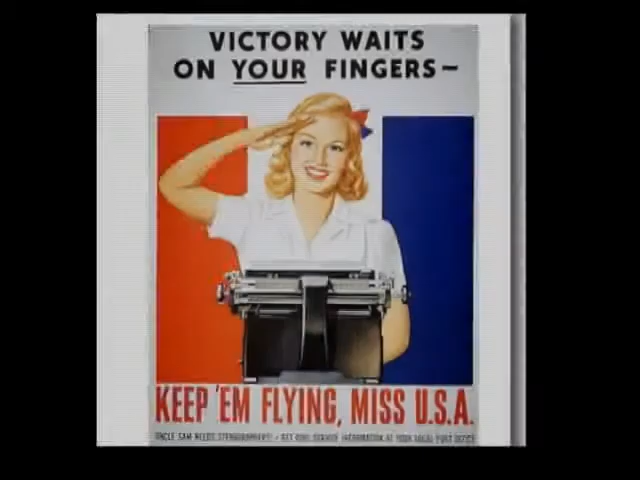 VICTORY WAITS
ON YOUR FINGERS—
KEEP 'EM FLYING, MISS U.S.A.
UNCLE SAM NEEDS STENOGRAPHERS! • GET CIVIL SERVICE INFORMATION AT YOUR LOCAL POST OFFICE